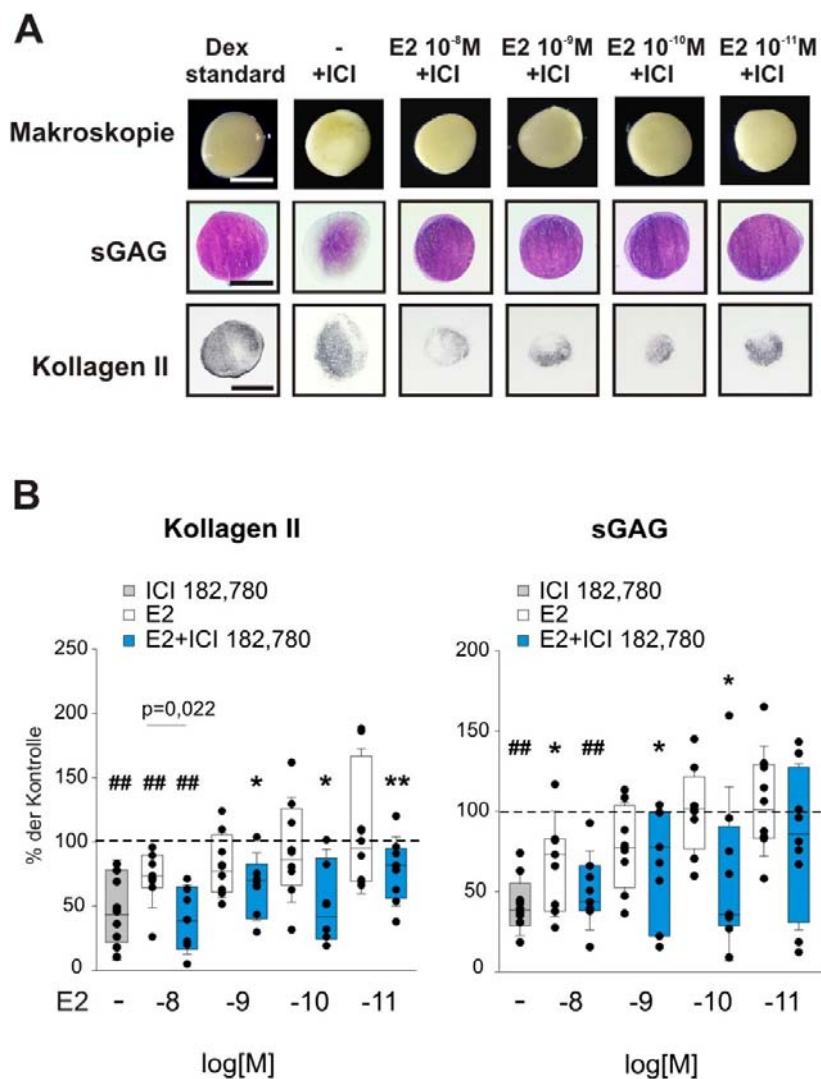 A
Dex standard
- +ICI
E2 10⁻⁸M +ICI
E2 10⁻⁹M +ICI
E2 10⁻¹⁰M +ICI
E2 10⁻¹¹M +ICI
Makroskopie
sGAG
Kollagen II
B
Kollagen II
ICI 182,780
E2
E2+ICI 182,780
% der Kontrolle
250
200
150
100
50
0
p=0,022
## ## ## * * **
E2 - -8 -9 -10 -11
log[M]
sGAG
ICI 182,780
E2
E2+ICI 182,780
200
150
100
50
0
## * ## * *
- -8 -9 -10 -11
log[M]